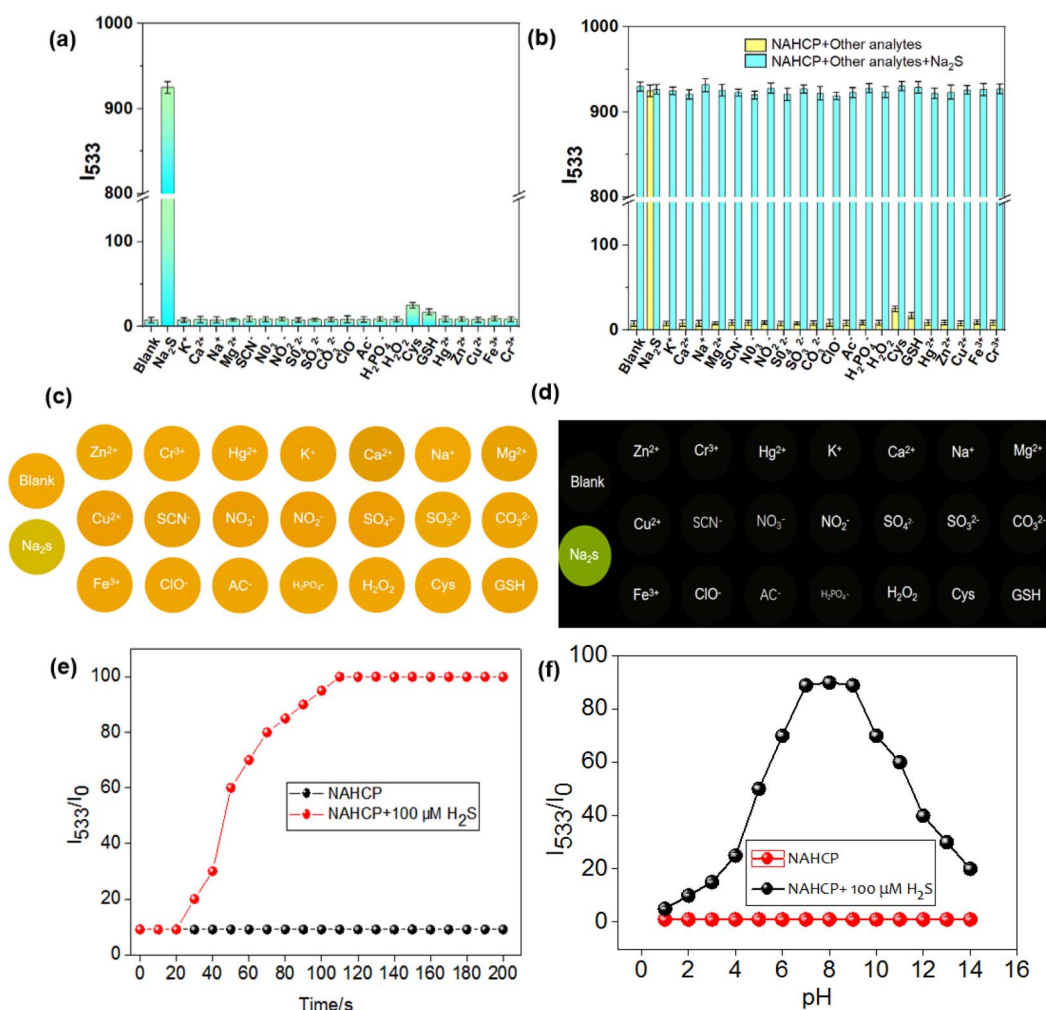 (a)
1000
900
800
100
0
I533
Blank
Na2S
K+
Ca2+
Na+
Mg2+
SCN-
N03-
NO2-
S042-
SO32-
CO32-
ClO-
Ac-
H2PO4-
H2O2
Cys
GSH
Hg2+
Zn2+
Cu2+
Fe3+
Cr3+
(b)
NAHCP+Other analytes
NAHCP+Other analytes+Na2S
1000
900
800
100
0
I533
Blank
Na2S
K+
Ca2+
Na+
Mg2+
SCN-
N03-
NO2-
S042-
SO32-
CO32-
ClO-
Ac-
H2PO4-
H2O2
Cys
GSH
Hg2+
Zn2+
Cu2+
Fe3+
Cr3+
(c)
Blank
Na2s
Zn2+ Cr3+ Hg2+ K+ Ca2+ Na+ Mg2+
Cu2+ SCN- NO3- NO2- SO42- SO32- CO32-
Fe3+ ClO- AC- H2PO4- H2O2 Cys GSH
(d)
Blank
Na2s
Zn2+ Cr3+ Hg2+ K+ Ca2+ Na+ Mg2+
Cu2+ SCN- NO3- NO2- SO42- SO32- CO32-
Fe3+ ClO- AC- H2PO4- H2O2 Cys GSH
(e)
100
80
60
40
20
0
I533/I0
NAHCP
NAHCP+100 μM H2S
0 20 40 60 80 100 120 140 160 180 200
Time/s
(f)
100
80
60
40
20
0
I533/I0
NAHCP
NAHCP+ 100 μM H2S
0 2 4 6 8 10 12 14 16
pH